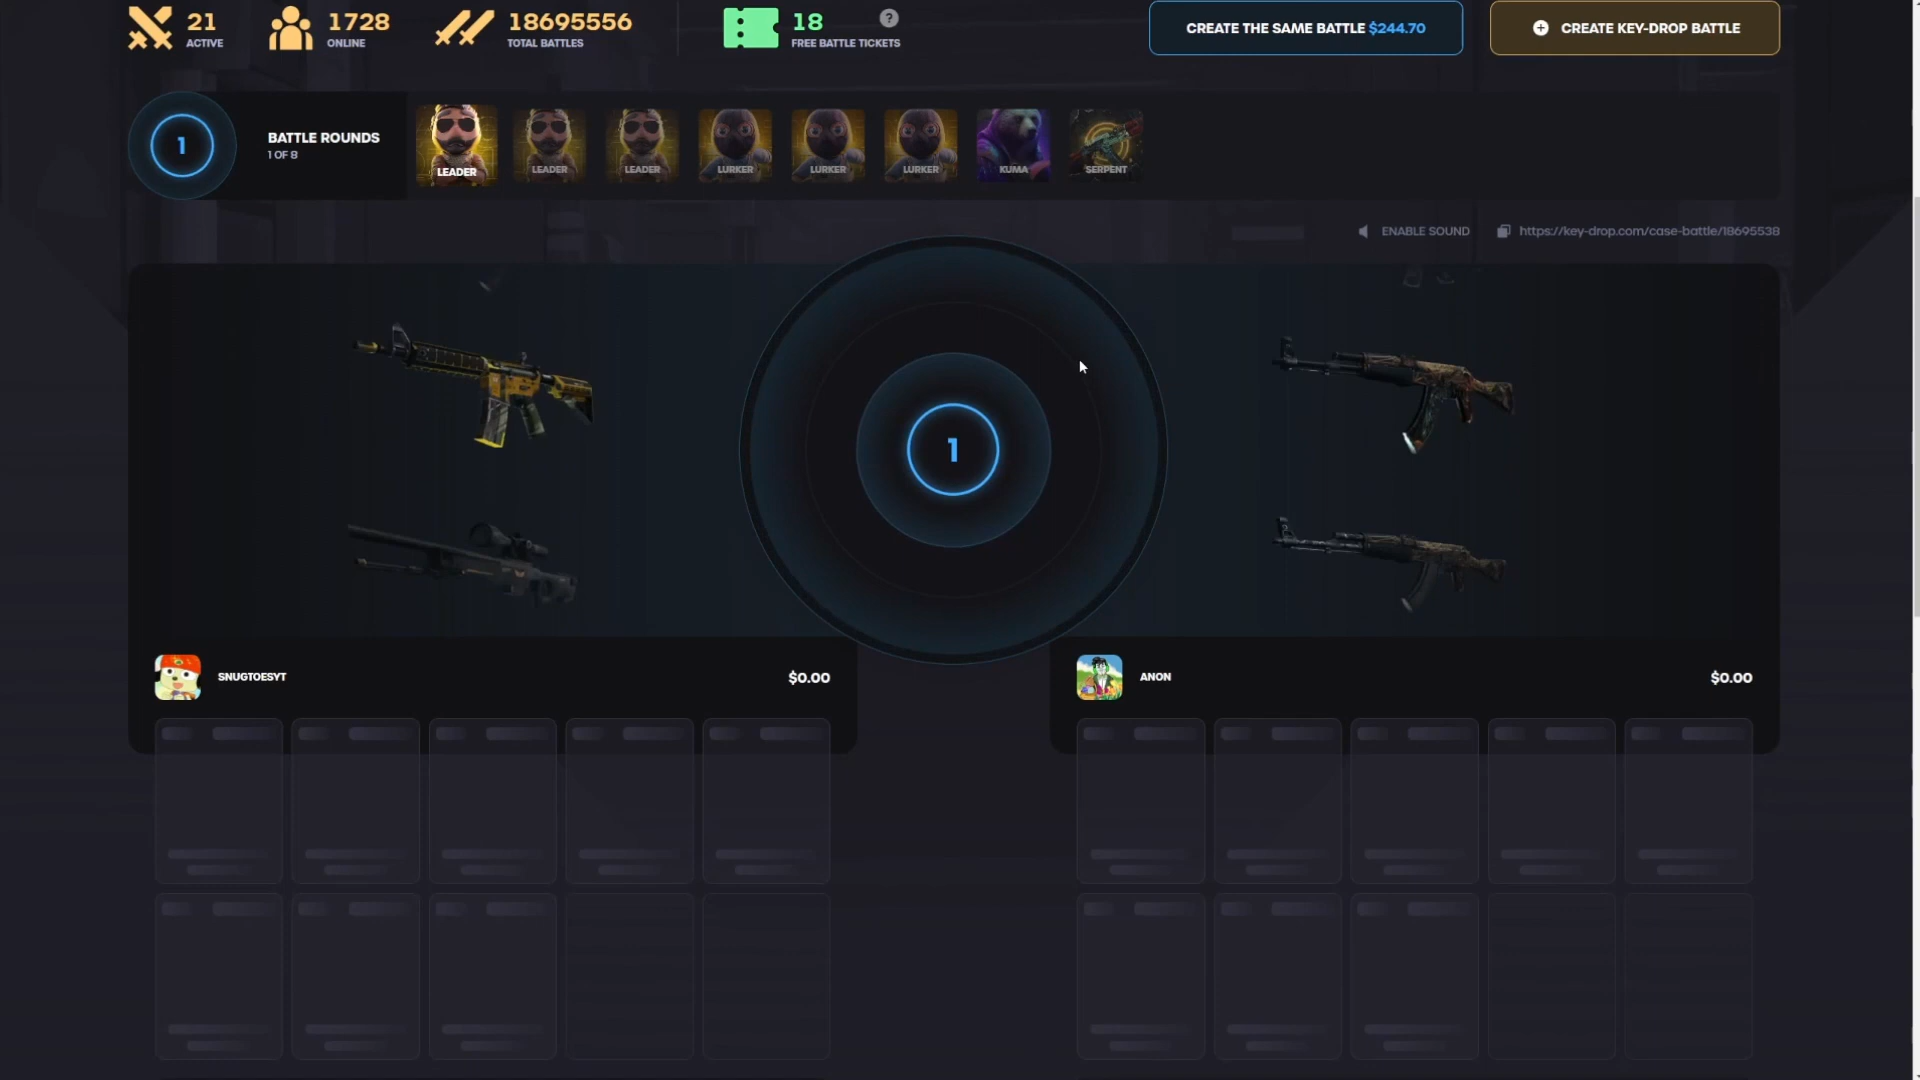 21
ACTIVE
1728
ONLINE
18695556
TOTAL BATTLES
18
FREE BATTLE TICKETS
?
CREATE THE SAME BATTLE $244.70
CREATE KEY-DROP BATTLE
1
BATTLE ROUNDS
1 OF 8
LEADER
LEADER
LEADER
LURKER
LURKER
LURKER
KUMA
SERPENT
ENABLE SOUND
https://key-drop.com/case-battle/18695538
1
SNUGTOESYT
$0.00
ANON
$0.00